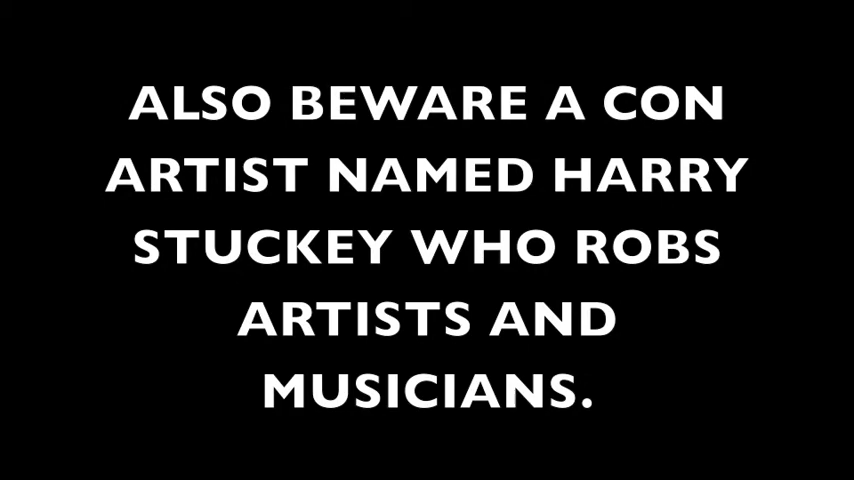 ALSO BEWARE A CON
ARTIST NAMED HARRY
STUCKEY WHO ROBS
ARTISTS AND
MUSICIANS.